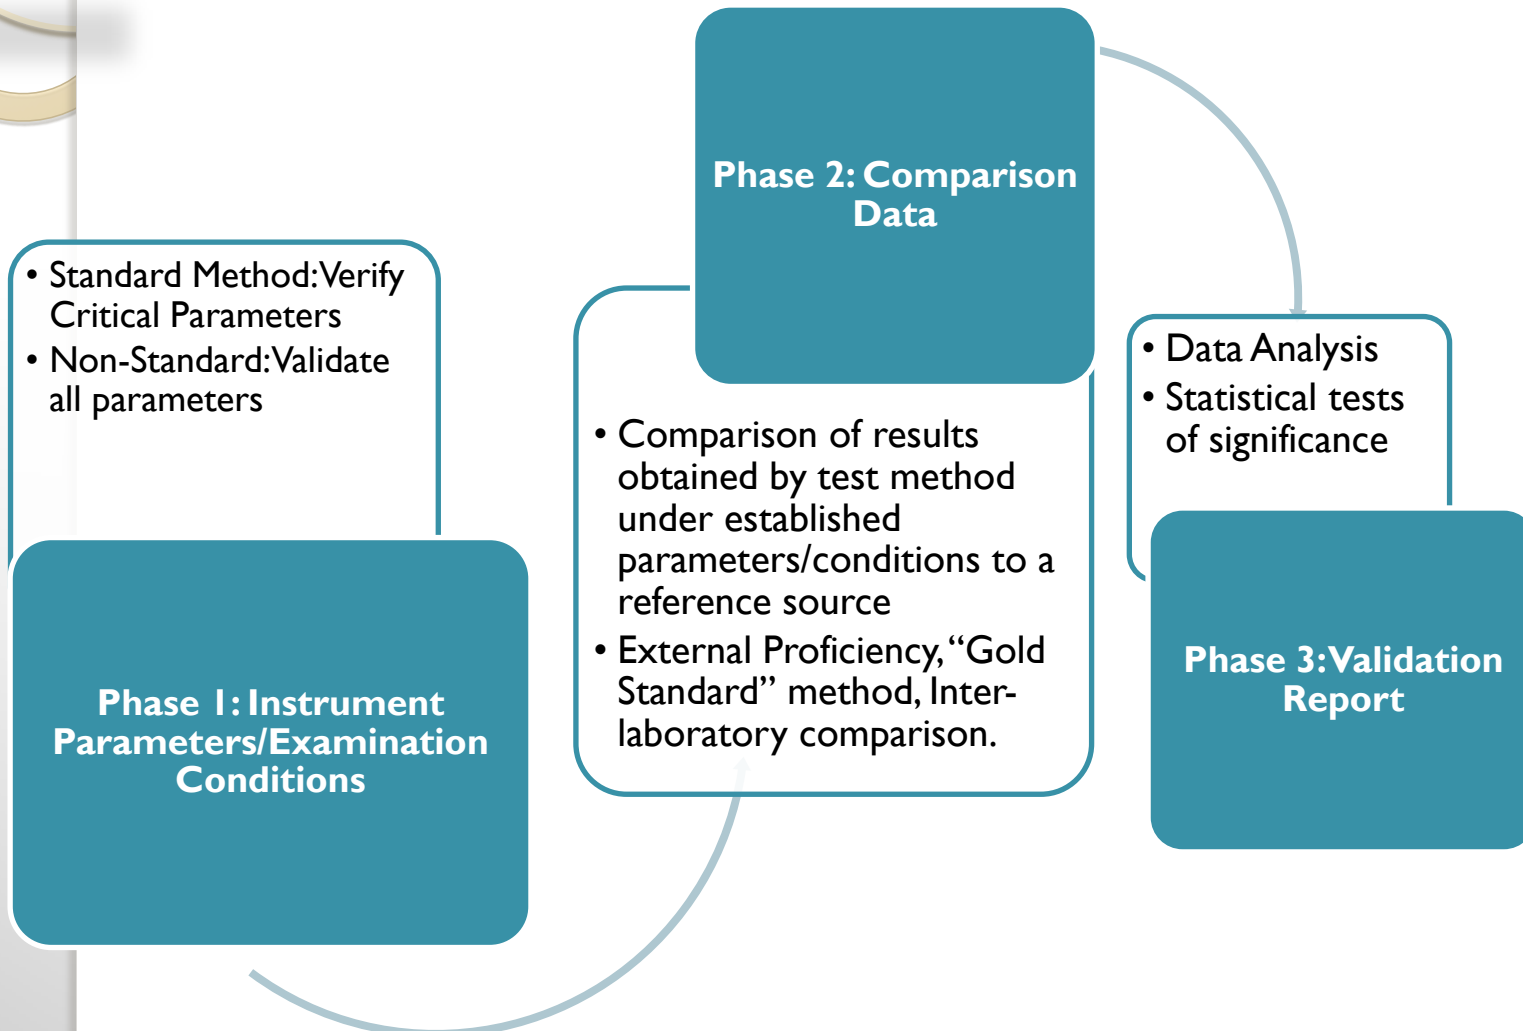 • Standard Method:Verify
Critical Parameters
• Non-Standard:Validate
all parameters
Phase 1: Instrument
Parameters/Examination
Conditions
Phase 2: Comparison
Data
• Comparison of results
obtained by test method
under established
parameters/conditions to a
reference source
• External Proficiency, “Gold
Standard” method, Inter-
laboratory comparison.
• Data Analysis
• Statistical tests
of significance
Phase 3:Validation
Report